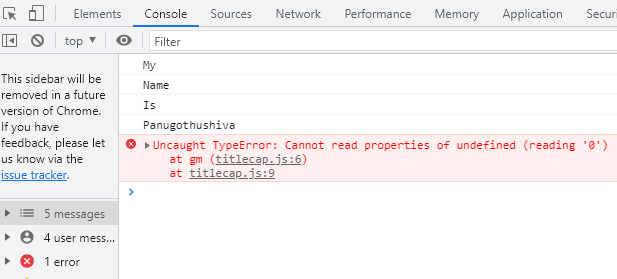 Elements Console Sources Network Performance Memory Application
top Filter
This sidebar will be
removed in a future
version of Chrome.
If you have
feedback, please let
us know via the
issue tracker.
5 messages
4 user mess...
1 error
My
Name
Is
Panugothushiva
Uncaught TypeError: Cannot read properties of undefined (reading '0')
at gm (titlecap.js:6)
at titlecap.js:9